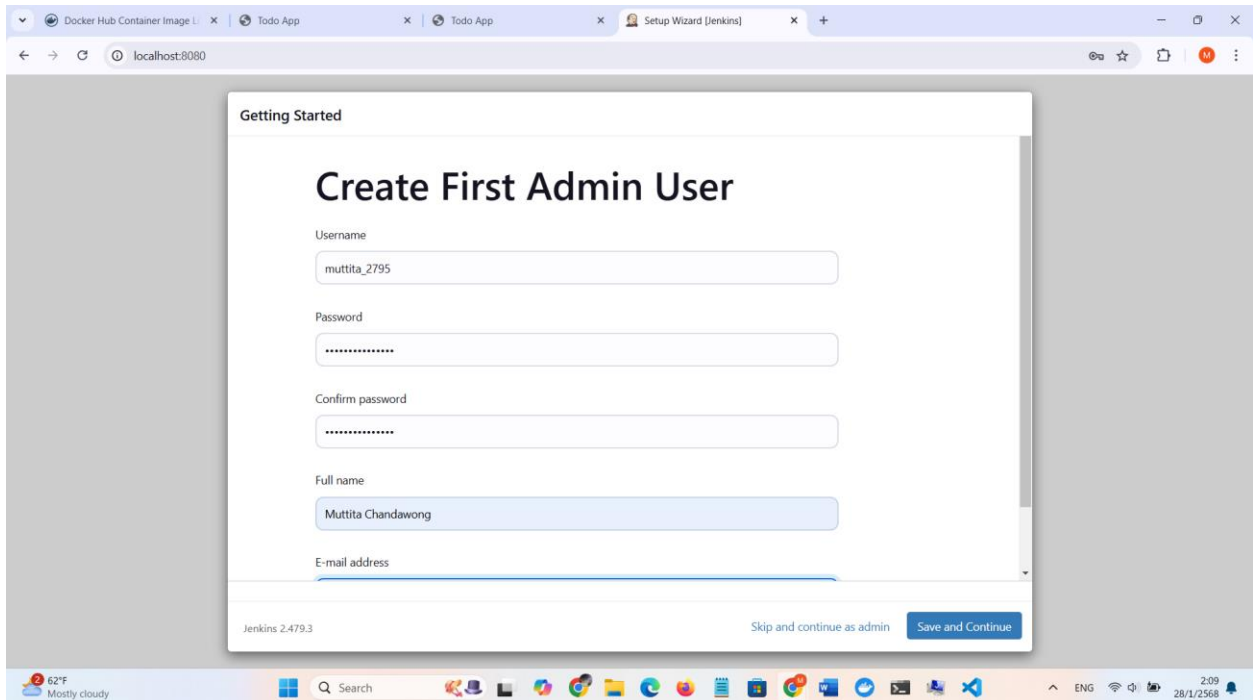 Docker Hub Container Image Li
Todo App
Todo App
Setup Wizard [Jenkins]
localhost:8080
M
Getting Started
Create First Admin User
Username
muttita_2795
Password
•••••••••••••••
Confirm password
•••••••••••••••
Full name
Muttita Chandawong
E-mail address
Jenkins 2.479.3
Skip and continue as admin
Save and Continue
2
62°F
Mostly cloudy
Search
ENG
2:09
28/1/2568